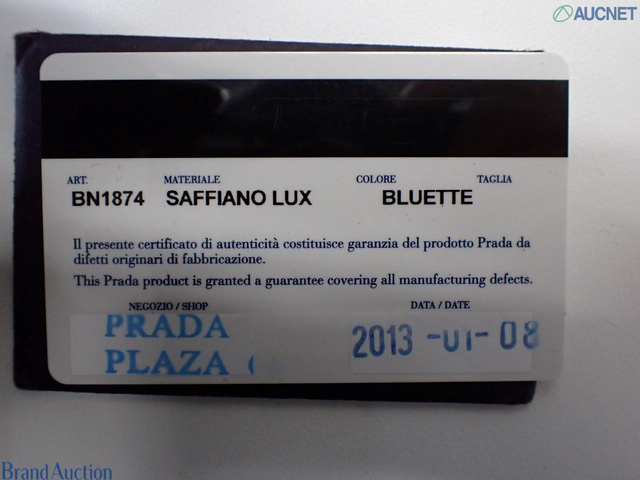 AUCNET
ART. MATERIALE COLORE TAGLIA
BN1874 SAFFIANO LUX BLUETTE
Il presente certificato di autenticità costituisce garanzia del prodotto Prada da
difetti originari di fabbricazione.
This Prada product is granted a guarantee covering all manufacturing defects.
NEGOZIO / SHOP DATA / DATE
PRADA
PLAZA
2013 -01- 08
Brand Auction